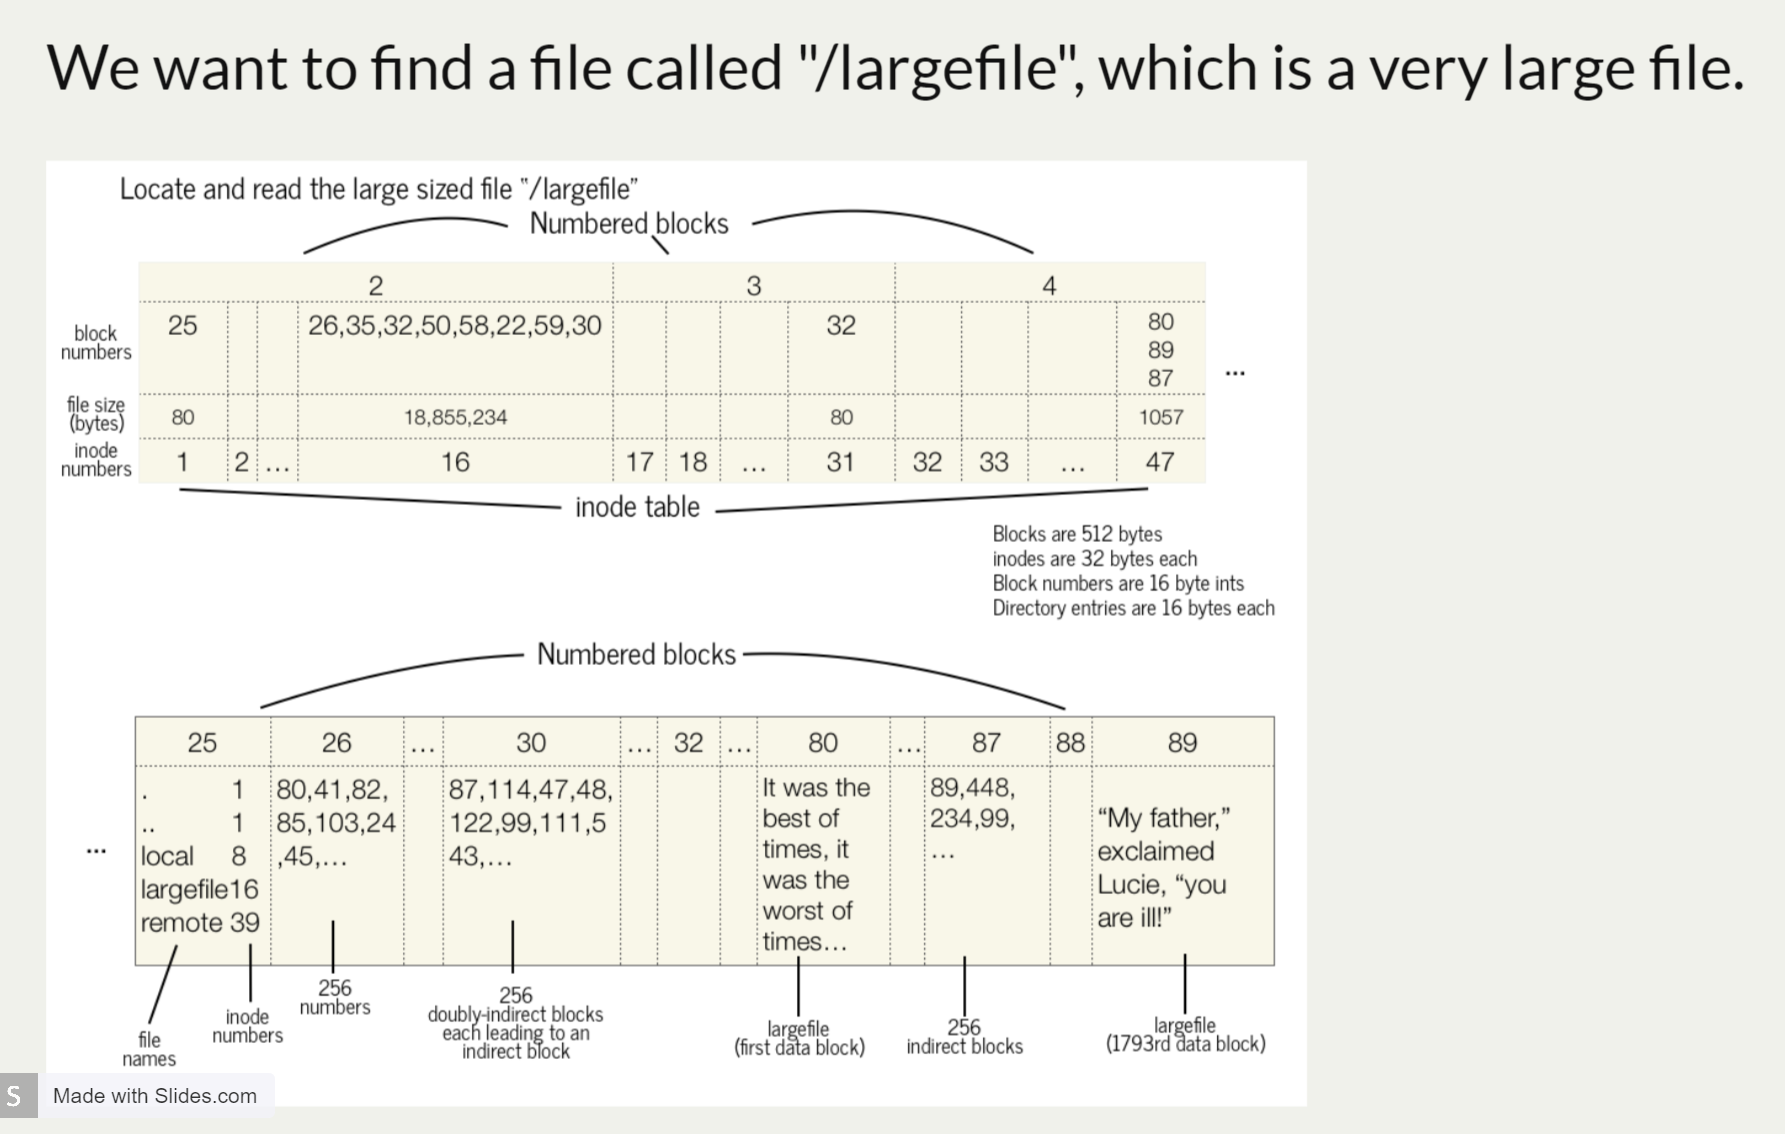 We want to find a file called "/largefile", which is a very large file.
Locate and read the large sized file "/largefile"
Numbered blocks
2 3 4
block numbers
25 26,35,32,50,58,22,59,30 32 80
89
87
...
file size (bytes)
80 18,855,234 80 1057
inode numbers
1 2 ... 16 17 18 ... 31 32 33 ... 47
inode table
Blocks are 512 bytes
inodes are 32 bytes each
Block numbers are 16 byte ints
Directory entries are 16 bytes each
Numbered blocks
25 26 ... 30 ... 32 ... 80 ... 87 88 89
...
. 1
.. 1
local 8
largefile16
remote 39
80,41,82,
85,103,24
,45,...
87,114,47,48,
122,99,111,5
43,...
It was the
best of
times, it
was the
worst of
times...
89,448,
234,99,
...
“My father,”
exclaimed
Lucie, “you
are ill!”
file
names
inode
numbers
256
numbers
256
doubly-indirect blocks
each leading to an
indirect block
largefile
(first data block)
256
indirect blocks
largefile
(1793rd data block)
S Made with Slides.com